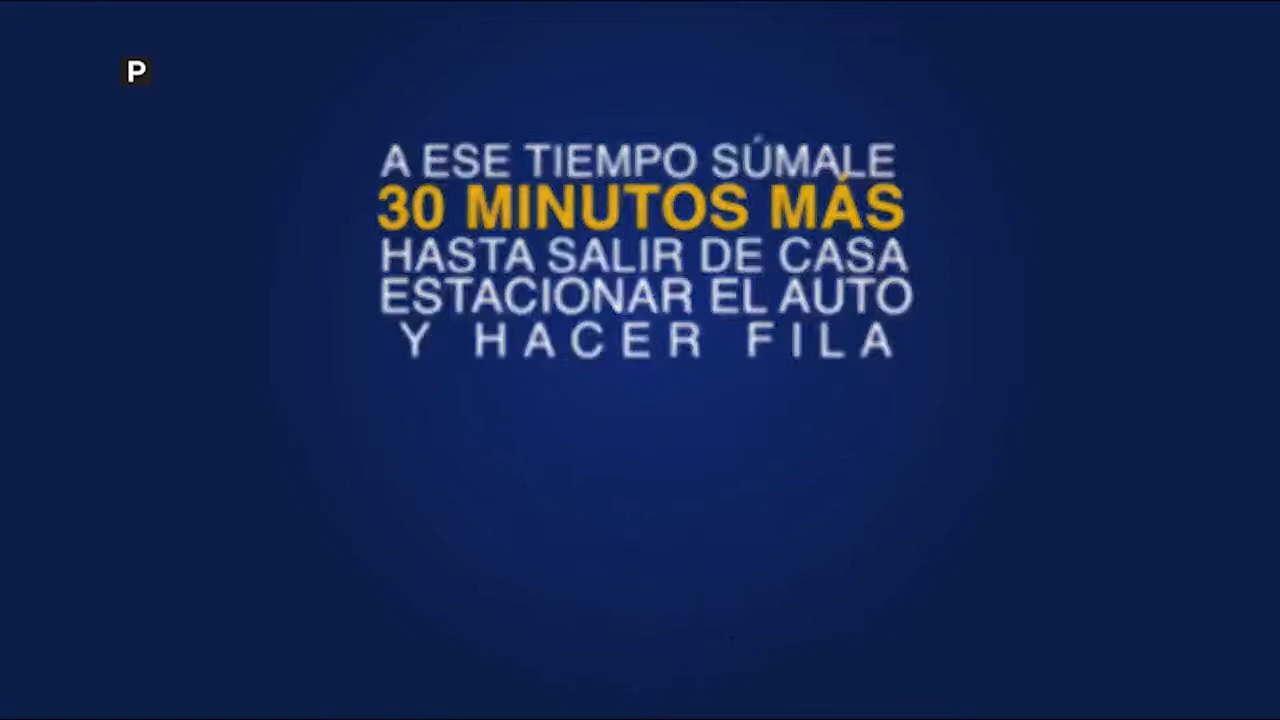 P
A ESE TIEMPO SÚMALE
30 MINUTOS MÁS
HASTA SALIR DE CASA
ESTACIONAR EL AUTO
Y HACER FILA